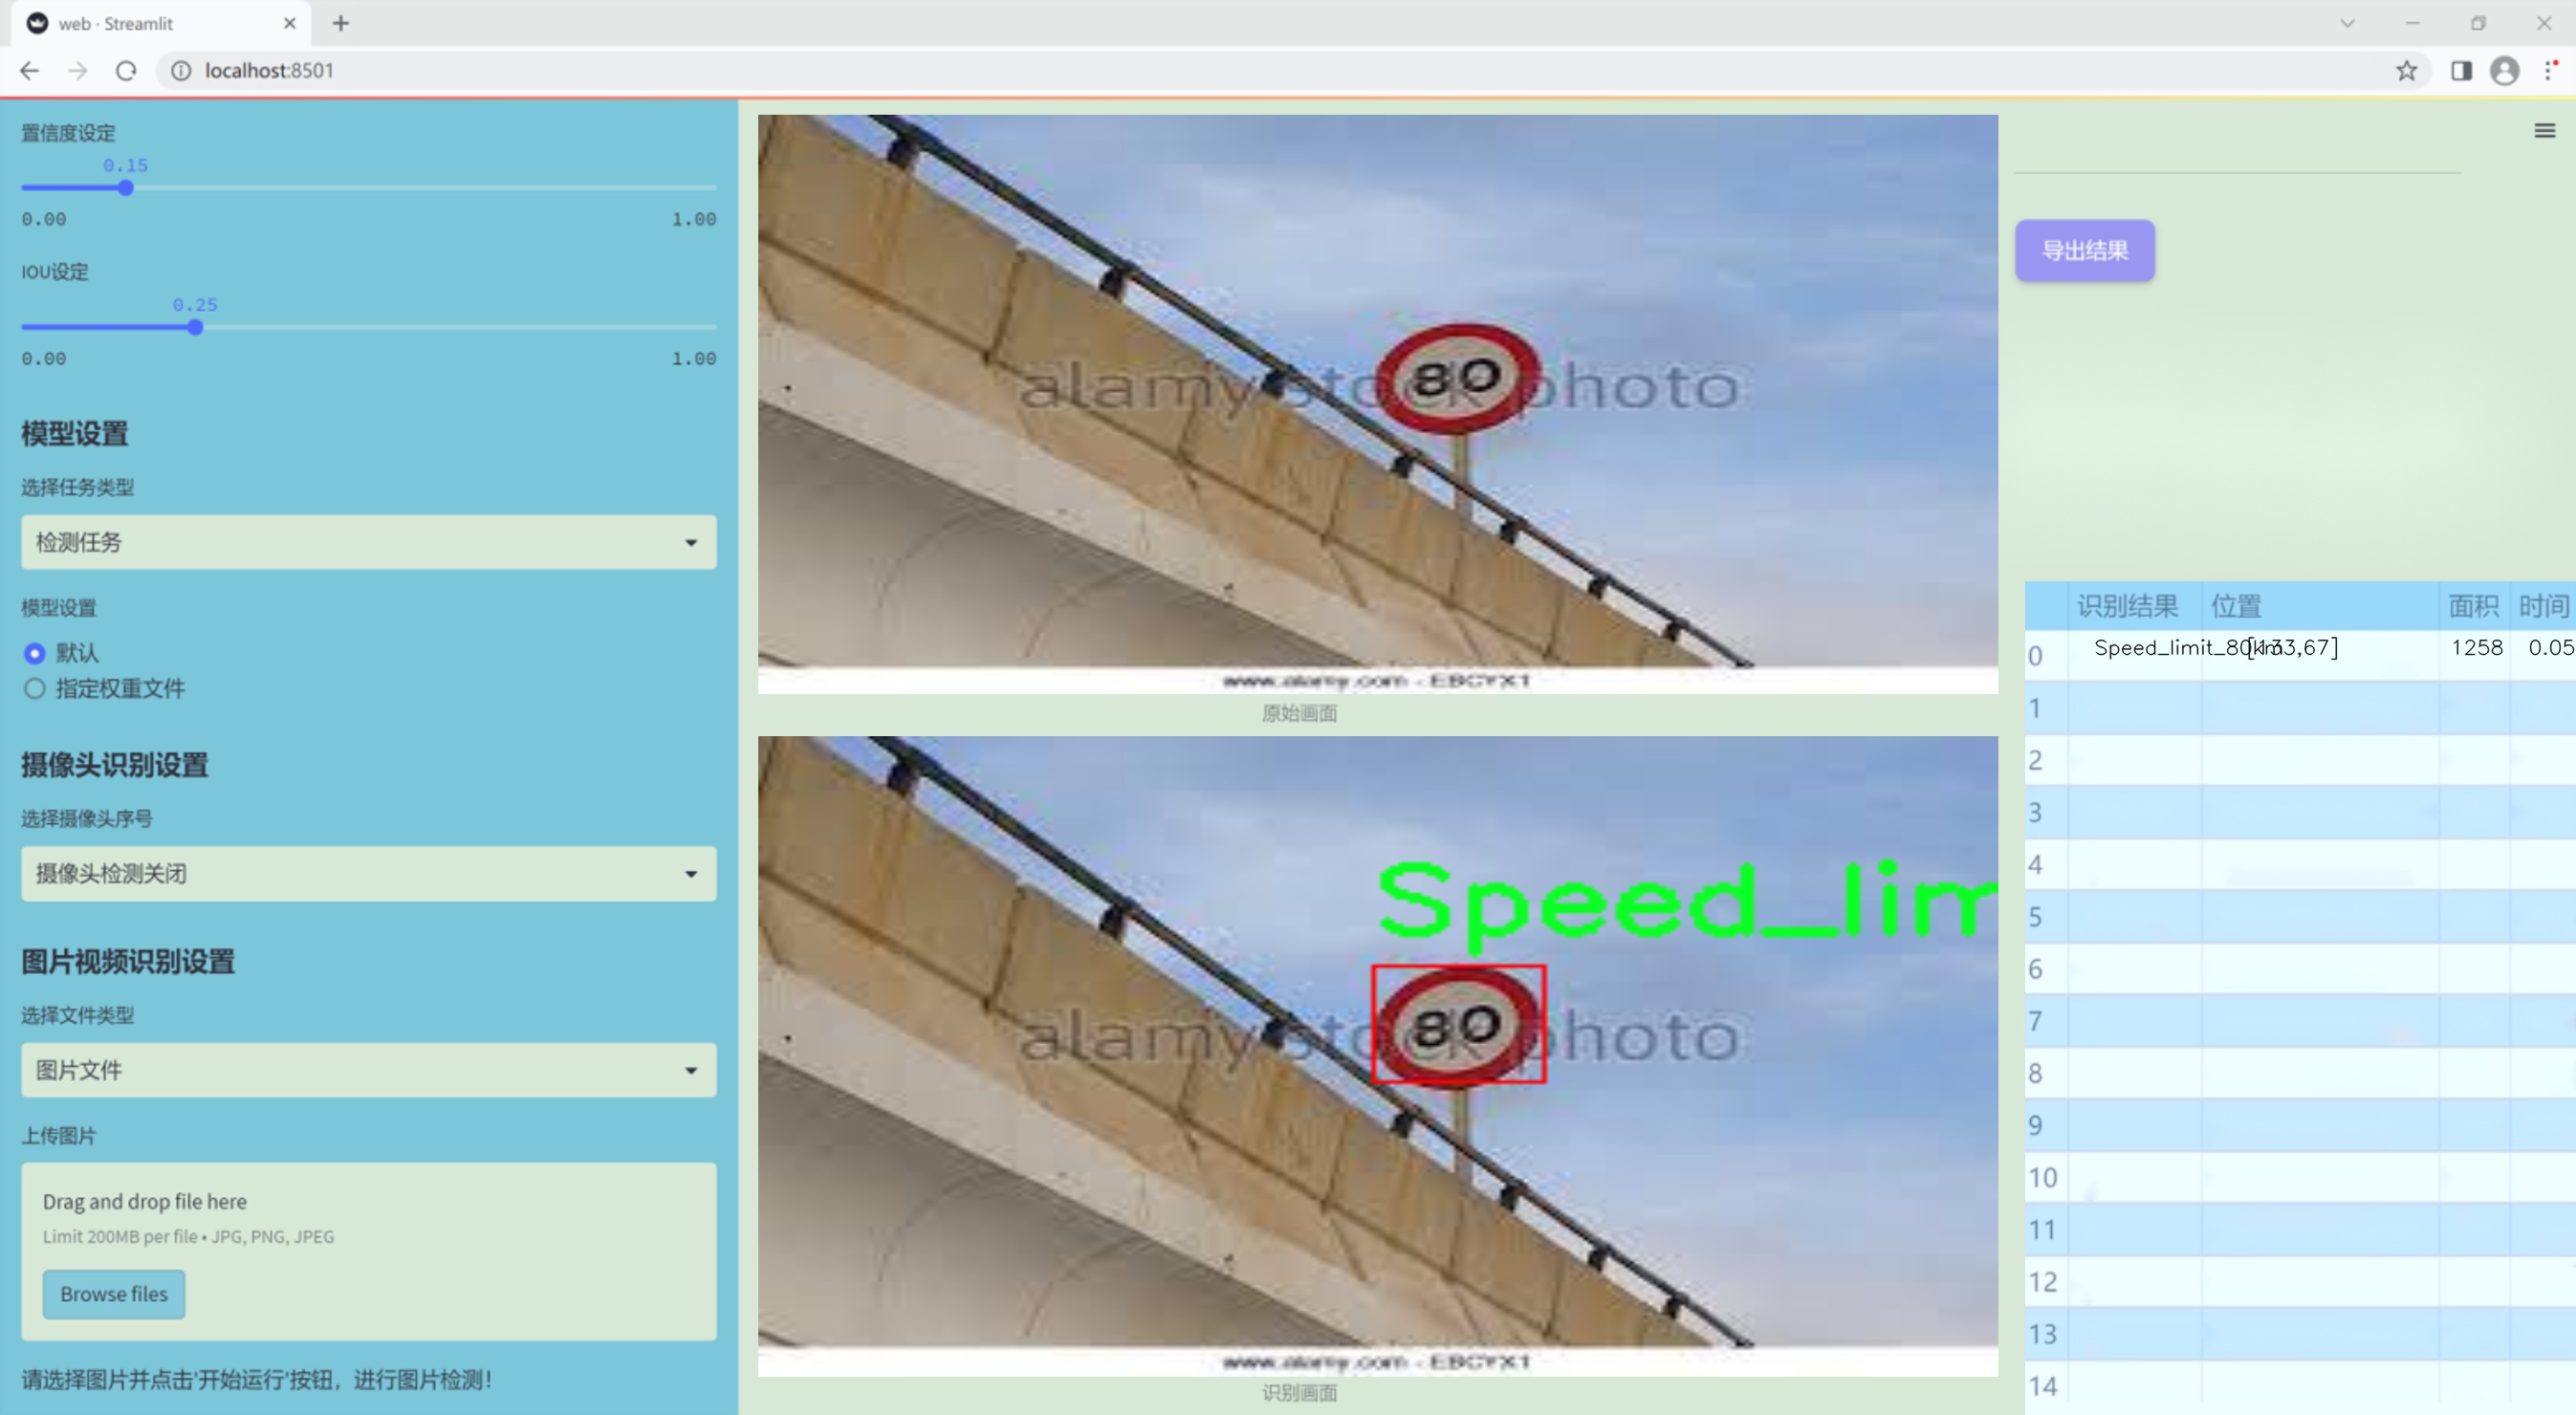 web · Streamlit
localhost:8501
置信度设定
0.15
0.00 1.00
IOU设定
0.25
0.00 1.00
模型设置
选择任务类型
检测任务
模型设置
默认
指定权重文件
摄像头识别设置
选择摄像头序号
摄像头检测关闭
图片视频识别设置
选择文件类型
图片文件
上传图片
Drag and drop file here
Limit 200MB per file • JPG, PNG, JPEG
Browse files
请选择图片并点击'开始运行'按钮，进行图片检测！
80
alamy stock photo
www.alamy.com - EBCYX1
原始画面
Speed_lim
80
alamy stock photo
www.alamy.com - EBCYX1
识别画面
导出结果
识别结果 位置 面积 时间
0 Speed_limit_80km [133,67] 1258 0.05
1
2
3
4
5
6
7
8
9
10
11
12
13
14